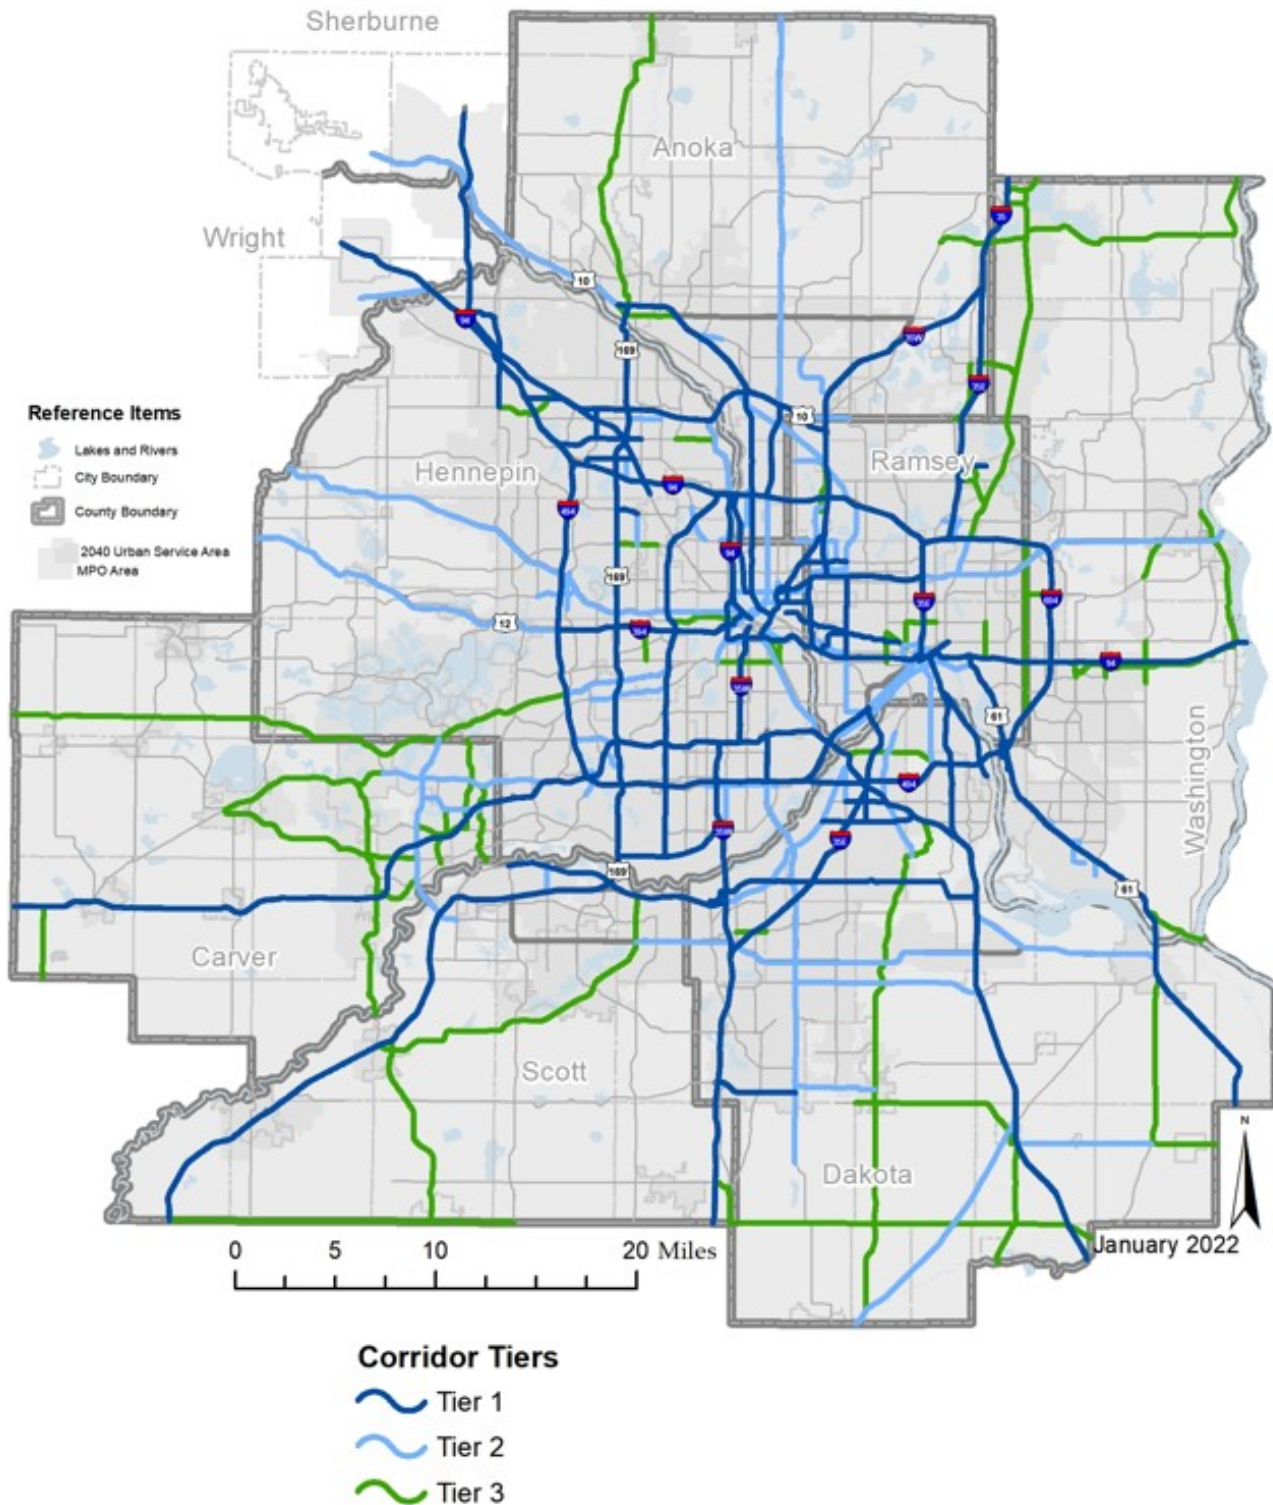 Sherburne
Anoka
Wright
35
10
94
35W
169
35E
10
Reference Items
Lakes and Rivers
City Boundary
County Boundary
2040 Urban Service Area
MPO Area
Hennepin
Ramsey
94
494
94
169
35E
694
12
394
94
35W
61
Washington
494
35W
35E
169
61
Carver
Scott
Dakota
N
January 2022
0 5 10 20 Miles
Corridor Tiers
Tier 1
Tier 2
Tier 3